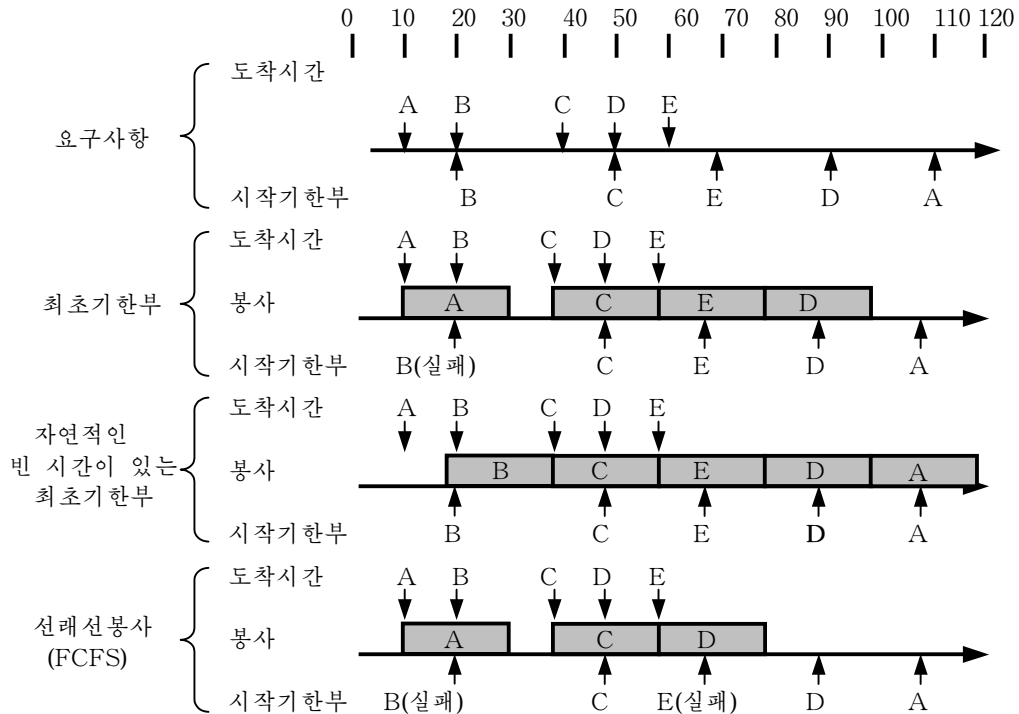 0 10 20 30 40 50 60 70 80 90 100 110 120
도착시간
A B C D E
요구사항
시작기한부 B C E D A
도착시간 A B C D E
최초기한부 봉사 A C E D
시작기한부 B(실패) C E D A
도착시간 A B C D E
자연적인
빈 시간이 있는 봉사 B C E D A
최초기한부
시작기한부 B C E D A
도착시간 A B C D E
선래선봉사 봉사 A C D
(FCFS)
시작기한부 B(실패) C E(실패) D A